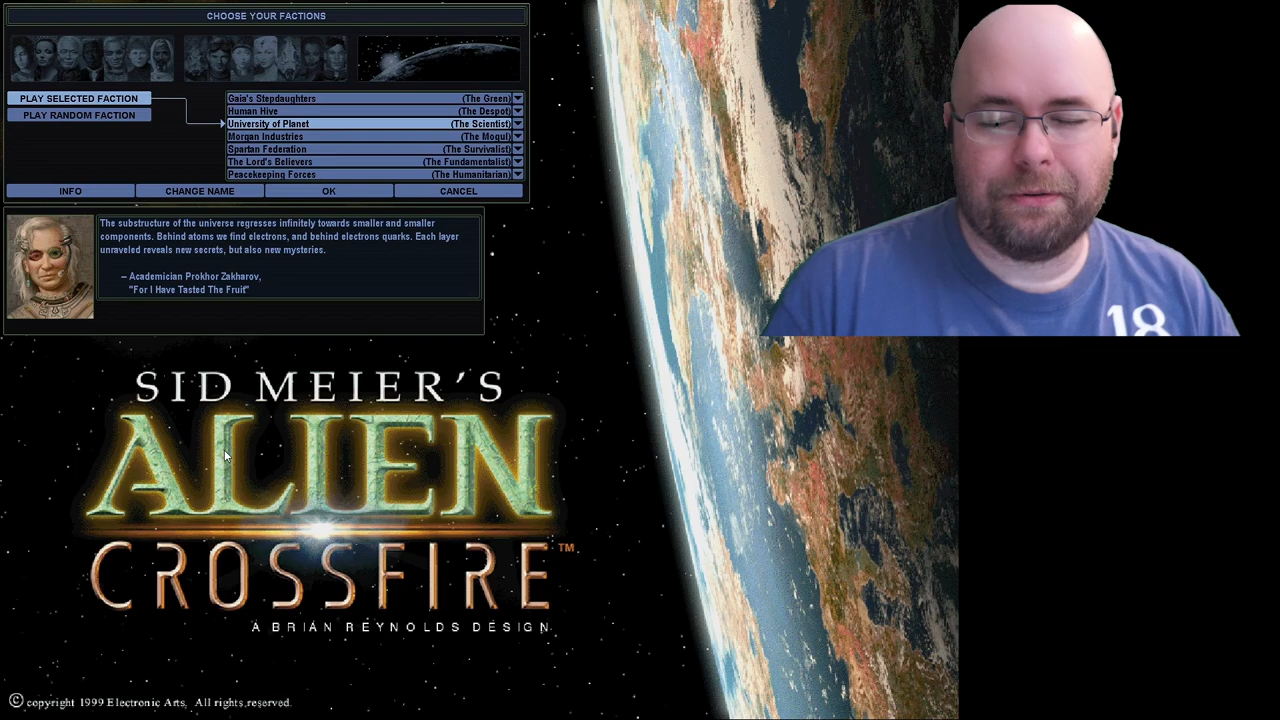 CHOOSE YOUR FACTIONS
PLAY SELECTED FACTION
PLAY RANDOM FACTION
Gaia's Stepdaughters (The Green)
Human Hive (The Despot)
University of Planet (The Scientist)
Morgan Industries (The Mogul)
Spartan Federation (The Survivalist)
The Lord's Believers (The Fundamentalist)
Peacekeeping Forces (The Humanitarian)
INFO CHANGE NAME OK CANCEL
The substructure of the universe regresses infinitely towards smaller and smaller
components. Behind atoms we find electrons, and behind electrons quarks. Each layer
unraveled reveals new secrets, but also new mysteries.
-- Academician Prokhor Zakharov,
"For I Have Tasted The Fruit"
18
SID MEIER'S
ALIEN
CROSSFIRE™
A BRIAN REYNOLDS DESIGN
© copyright 1999 Electronic Arts. All rights reserved.